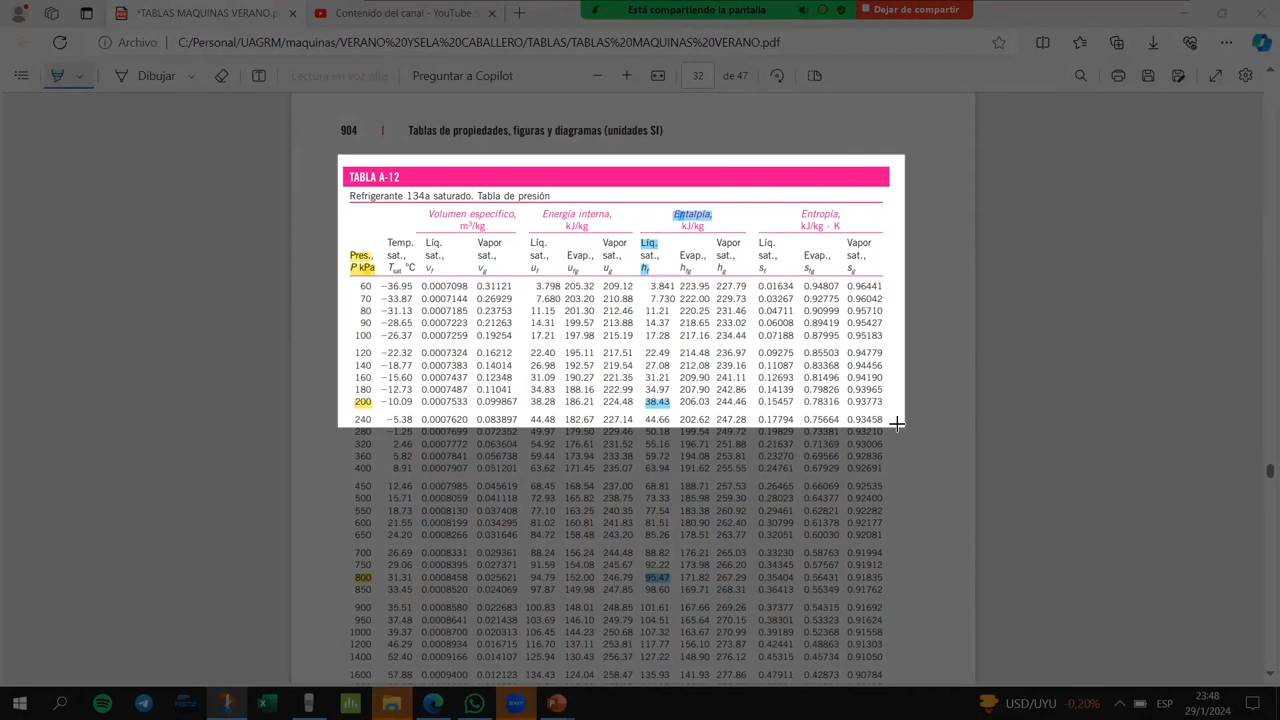 *TABLAS MAQUINAS VERANO.p
Contenido del canal - YouTube S
Está compartiendo la pantalla
Dejar de compartir
Archivo C:/Personal/UAGRM/maquinas/VERANO%20YSELA%20CABALLERO/TABLAS/TABLAS%20MAQUINAS%20VERANO.pdf
Dibujar Lectura en voz alta Preguntar a Copilot 32 de 47
904 | Tablas de propiedades, figuras y diagramas (unidades SI)
TABLA A-12
Refrigerante 134a saturado. Tabla de presión
Volumen específico, Energía interna, Entalpía, Entropía,
m³/kg kJ/kg kJ/kg kJ/kg · K
Temp. Líq. Vapor Líq. Vapor Líq. Vapor Líq. Vapor
Pres., sat., sat., sat., Evap., sat., sat., Evap., sat., sat., Evap., sat.,
P kPa Tsat °C vf vg uf ufg ug hf hfg hg sf sfg sg
60 −36.95 0.0007098 0.31121 3.798 205.32 209.12 3.841 223.95 227.79 0.01634 0.94807 0.96441
70 −33.87 0.0007144 0.26929 7.680 203.20 210.88 7.730 222.00 229.73 0.03267 0.92775 0.96042
80 −31.13 0.0007185 0.23753 11.15 201.30 212.46 11.21 220.25 231.46 0.04711 0.90999 0.95710
90 −28.65 0.0007223 0.21263 14.31 199.57 213.88 14.37 218.65 233.02 0.06008 0.89419 0.95427
100 −26.37 0.0007259 0.19254 17.21 197.98 215.19 17.28 217.16 234.44 0.07188 0.87995 0.95183
120 −22.32 0.0007324 0.16212 22.40 195.11 217.51 22.49 214.48 236.97 0.09275 0.85503 0.94779
140 −18.77 0.0007383 0.14014 26.98 192.57 219.54 27.08 212.08 239.16 0.11087 0.83368 0.94456
160 −15.60 0.0007437 0.12348 31.09 190.27 221.35 31.21 209.90 241.11 0.12693 0.81496 0.94190
180 −12.73 0.0007487 0.11041 34.83 188.16 222.99 34.97 207.90 242.86 0.14139 0.79826 0.93965
200 −10.09 0.0007533 0.099867 38.28 186.21 224.48 38.43 206.03 244.46 0.15457 0.78316 0.93773
240 −5.38 0.0007620 0.083897 44.48 182.67 227.14 44.66 202.62 247.28 0.17794 0.75664 0.93458
280 −1.25 0.0007699 0.072352 49.97 179.50 229.46 50.18 199.54 249.72 0.19829 0.73381 0.93210
320 2.46 0.0007772 0.063604 54.92 176.61 231.52 55.16 196.71 251.88 0.21637 0.71369 0.93006
360 5.82 0.0007841 0.056738 59.44 173.94 233.38 59.72 194.08 253.81 0.23270 0.69566 0.92836
400 8.91 0.0007907 0.051201 63.62 171.45 235.07 63.94 191.62 255.55 0.24761 0.67929 0.92691
450 12.46 0.0007985 0.045619 68.45 168.54 237.00 68.81 188.71 257.53 0.26465 0.66069 0.92535
500 15.71 0.0008059 0.041118 72.93 165.82 238.75 73.33 185.98 259.30 0.28023 0.64377 0.92400
550 18.73 0.0008130 0.037408 77.10 163.25 240.35 77.54 183.38 260.92 0.29461 0.62821 0.92282
600 21.55 0.0008199 0.034295 81.02 160.81 241.83 81.51 180.90 262.40 0.30799 0.61378 0.92177
650 24.20 0.0008266 0.031646 84.72 158.48 243.20 85.26 178.51 263.77 0.32051 0.60030 0.92081
700 26.69 0.0008331 0.029361 88.24 156.24 244.48 88.82 176.21 265.03 0.33230 0.58763 0.91994
750 29.06 0.0008395 0.027371 91.59 154.08 245.67 92.22 173.98 266.20 0.34345 0.57567 0.91912
800 31.31 0.0008458 0.025621 94.79 152.00 246.79 95.47 171.82 267.29 0.35404 0.56431 0.91835
850 33.45 0.0008520 0.024069 97.87 149.98 247.85 98.60 169.71 268.31 0.36413 0.55349 0.91762
900 35.51 0.0008580 0.022683 100.83 148.01 248.85 101.61 167.66 269.26 0.37377 0.54315 0.91692
950 37.48 0.0008641 0.021438 103.69 146.10 249.79 104.51 165.64 270.15 0.38301 0.53323 0.91624
1000 39.37 0.0008700 0.020313 106.45 144.23 250.68 107.32 163.67 270.99 0.39189 0.52368 0.91558
1200 46.29 0.0008934 0.016715 116.70 137.11 253.81 117.77 156.10 273.87 0.42441 0.48863 0.91303
1400 52.40 0.0009166 0.014107 125.94 130.43 256.37 127.22 148.90 276.12 0.45315 0.45734 0.91050
1600 57.88 0.0009400 0.012123 134.43 124.04 258.47 135.93 141.93 277.86 0.47911 0.42873 0.90784
USD/UYU -0,20% ESP 23:48
29/1/2024